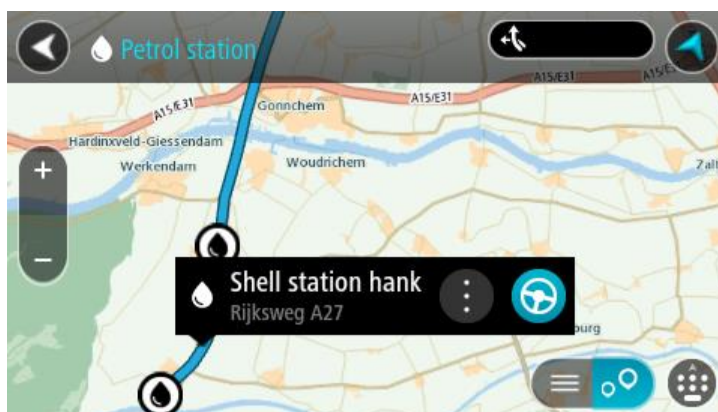 Petrol station
A15/E31
A15/E31
A15/E31
Gonnchem
A15/E31
Hardinxveld-Giessendam
Werkendam
Woudrichem
+
−
Shell station hank
Rijksweg A27